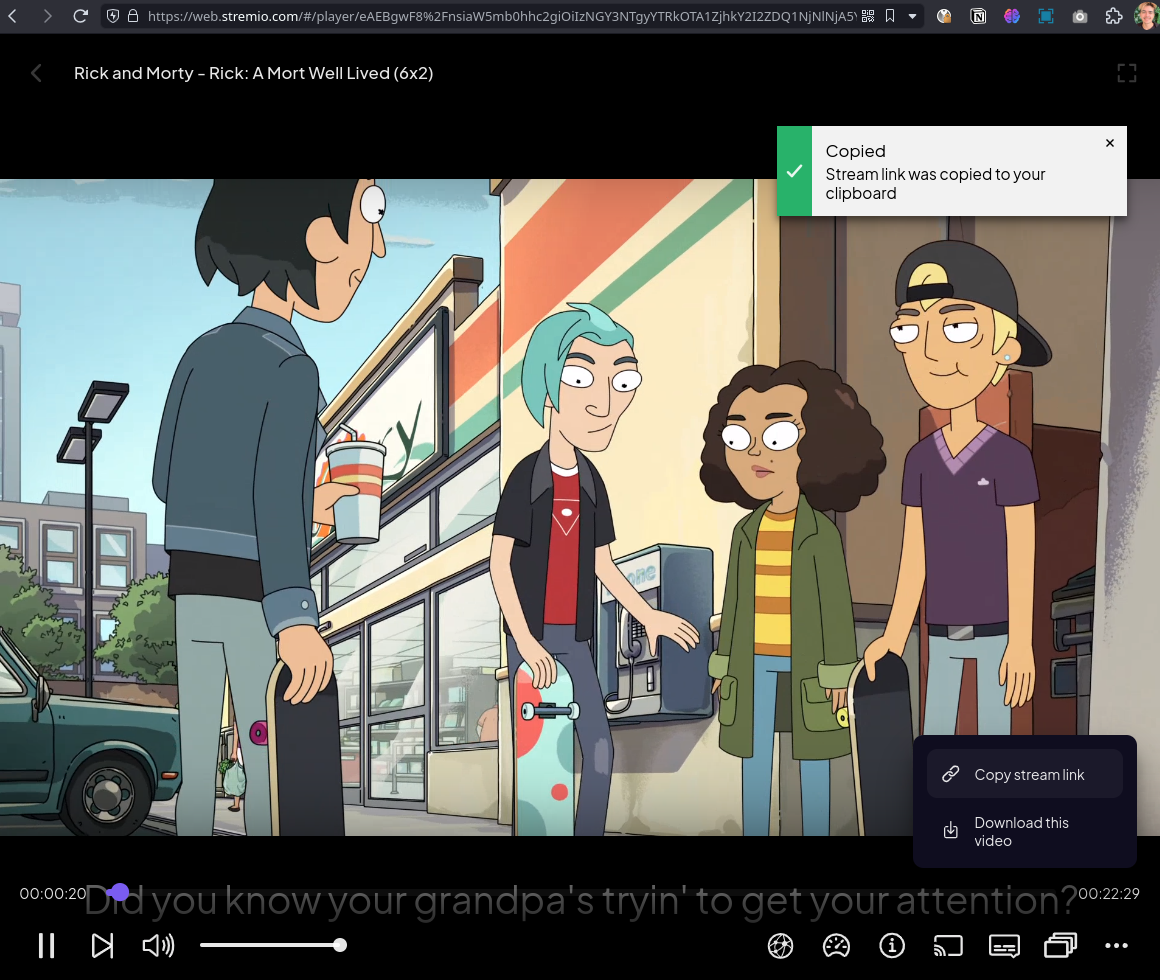 https://web.stremio.com/#/player/eAEBgwF8%2FnsiaW5mb0hhc2giOiIzNGY3NTgyYTRkOTA1ZjhkY2I2ZDQ1NjNlNjA5Y
Rick and Morty - Rick: A Mort Well Lived (6x2)
Copied
Stream link was copied to your
clipboard
one
Copy stream link
Download this
video
00:00:20
Did you know your grandpa's tryin' to get your attention?
00:22:29